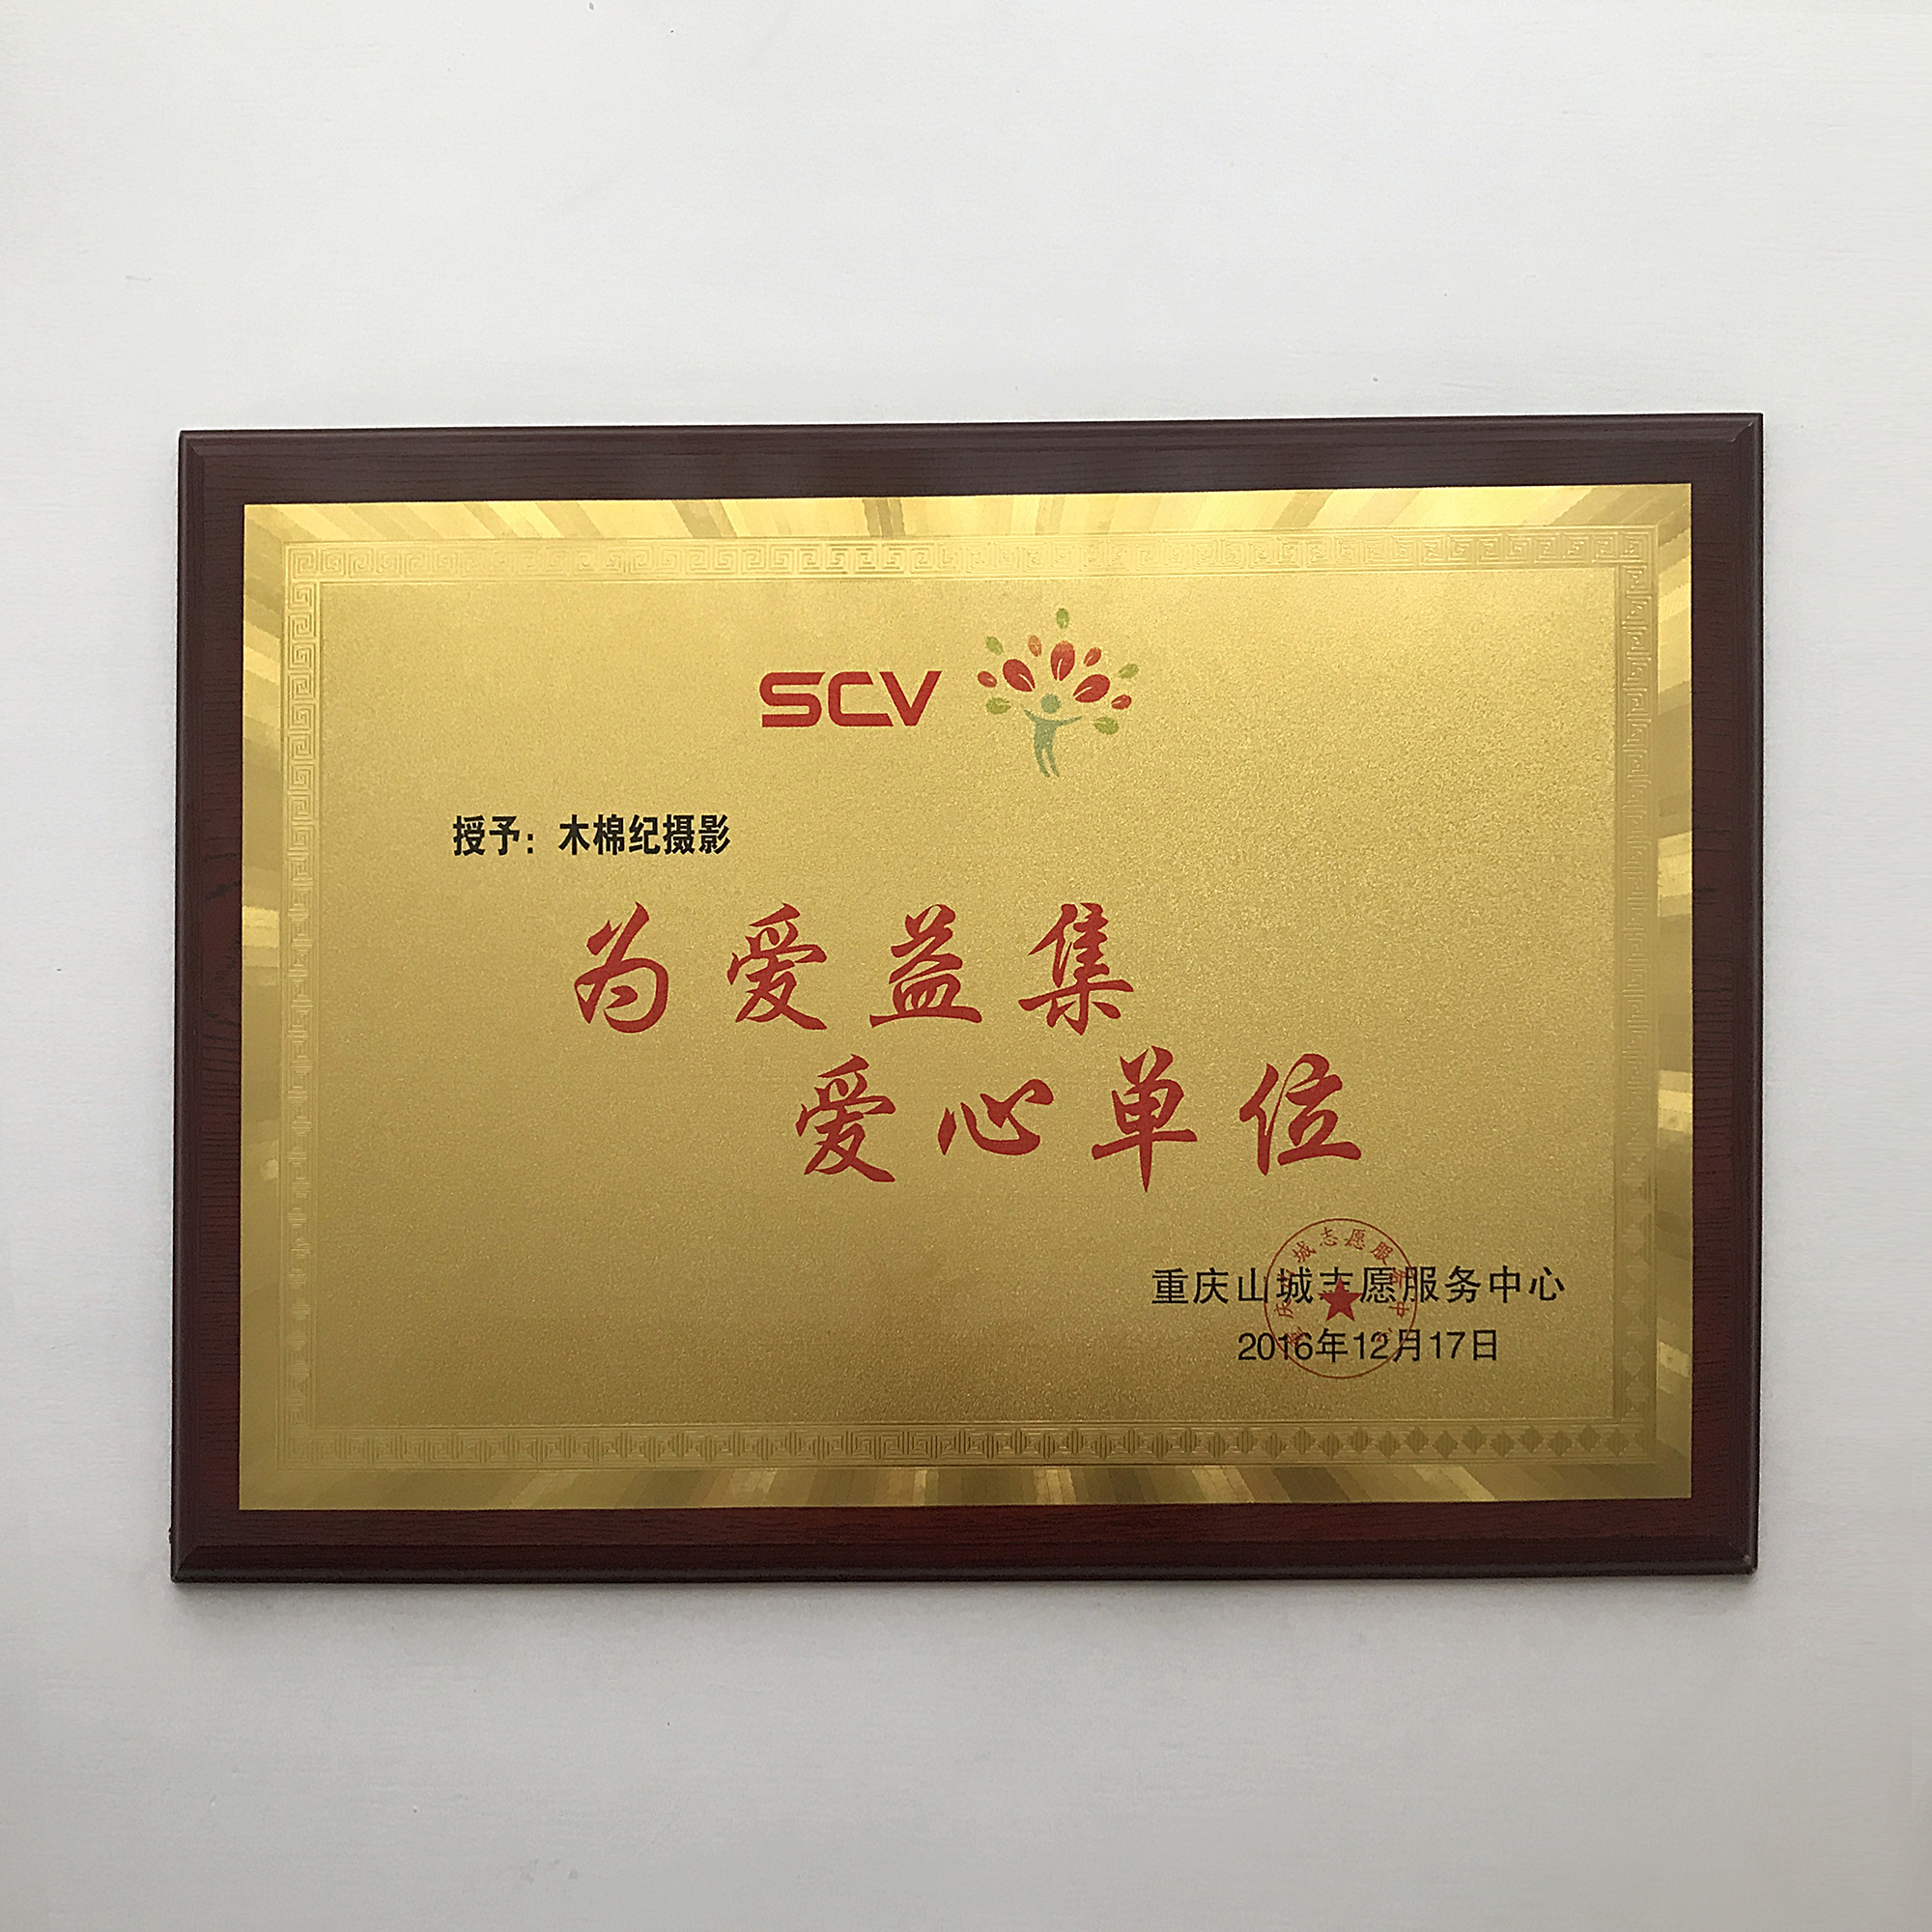 SCV
授予：木棉纪摄影
为爱益集
爱心单位
重庆山城志愿服务中心
2016年12月17日